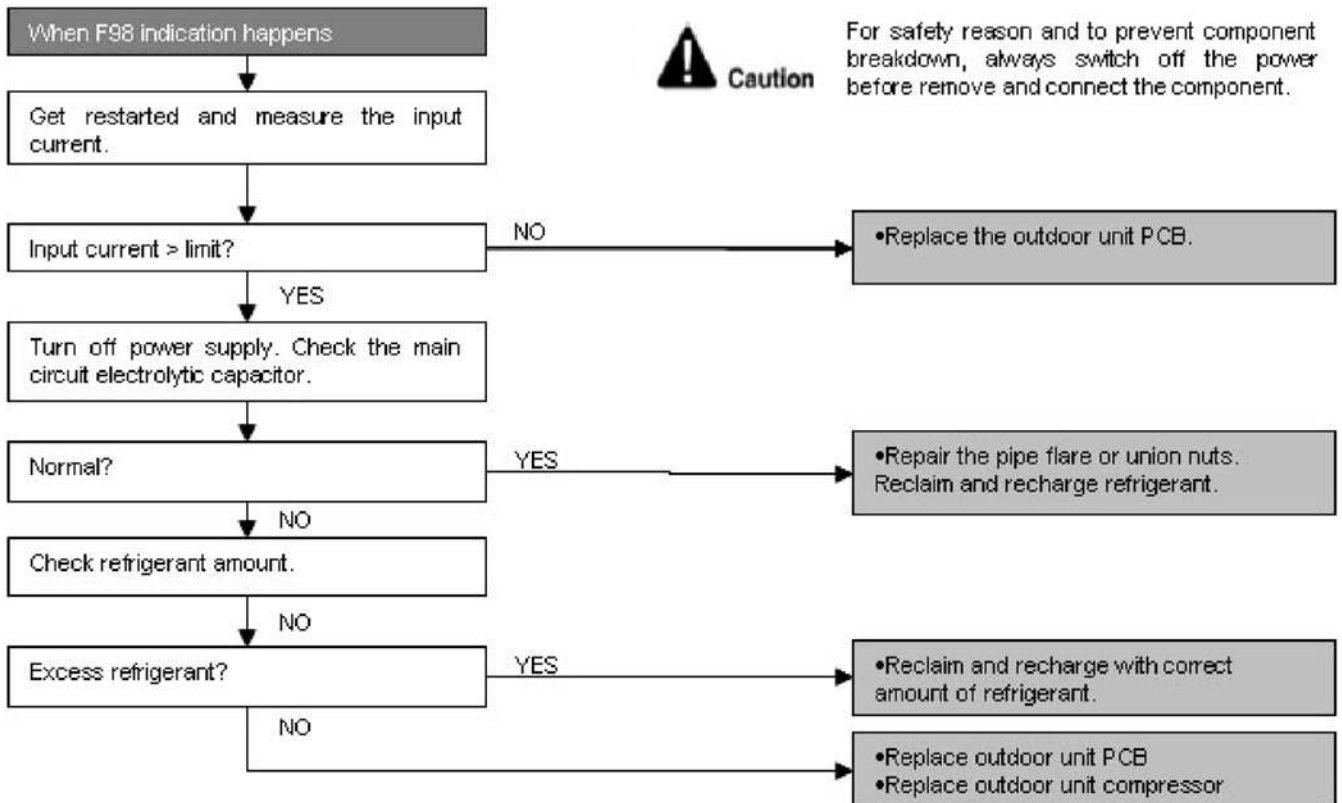 When F98 indication happens
Caution
For safety reason and to prevent component
breakdown, always switch off the power
before remove and connect the component.
Get restarted and measure the input
current.
Input current > limit?
NO
•Replace the outdoor unit PCB.
YES
Turn off power supply. Check the main
circuit electrolytic capacitor.
Normal?
YES
•Repair the pipe flare or union nuts.
Reclaim and recharge refrigerant.
NO
Check refrigerant amount.
NO
Excess refrigerant?
YES
•Reclaim and recharge with correct
amount of refrigerant.
NO
•Replace outdoor unit PCB
•Replace outdoor unit compressor